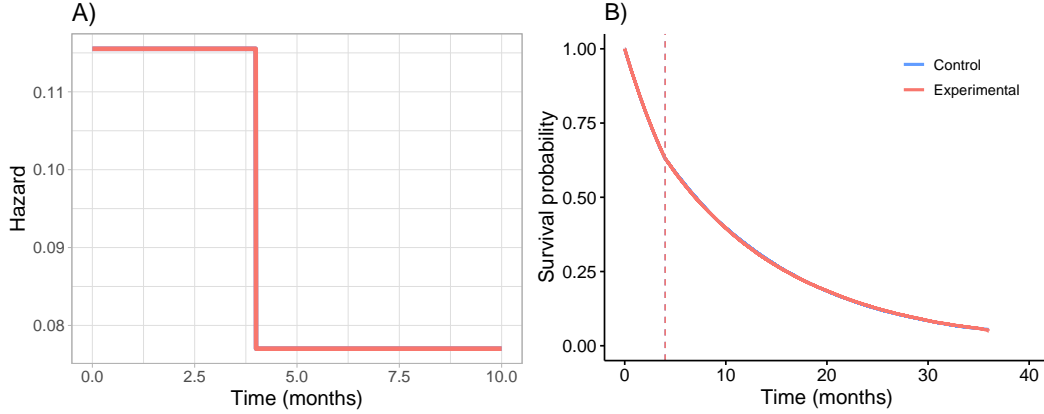 A)
0.11
0.10
0.09
0.08
0.0
2.5
5.0
7.5
10.0
Time (months)
Hazard
B)
1.00
0.75
0.50
0.25
0.00
0
10
20
30
40
Time (months)
Survival probability
Control
Experimental